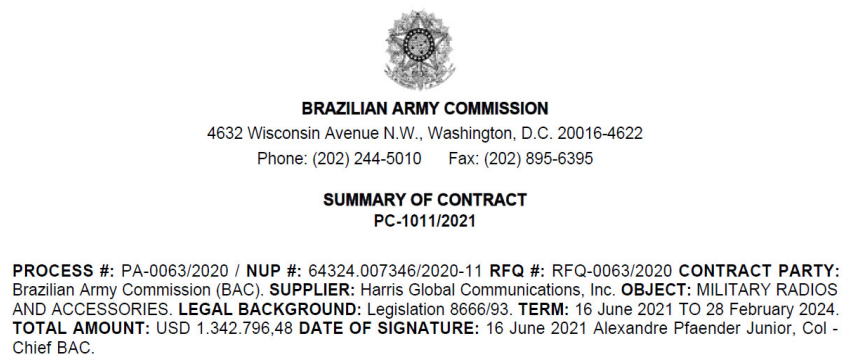 BRAZILIAN ARMY COMMISSION
4632 Wisconsin Avenue N.W., Washington, D.C. 20016-4622
Phone: (202) 244-5010 Fax: (202) 895-6395
SUMMARY OF CONTRACT
PC-1011/2021
PROCESS #: PA-0063/2020 / NUP #: 64324.007346/2020-11 RFQ #: RFQ-0063/2020 CONTRACT PARTY:
Brazilian Army Commission (BAC). SUPPLIER: Harris Global Communications, Inc. OBJECT: MILITARY RADIOS
AND ACCESSORIES. LEGAL BACKGROUND: Legislation 8666/93. TERM: 16 June 2021 TO 28 February 2024.
TOTAL AMOUNT: USD 1.342.796,48 DATE OF SIGNATURE: 16 June 2021 Alexandre Pfaender Junior, Col -
Chief BAC.